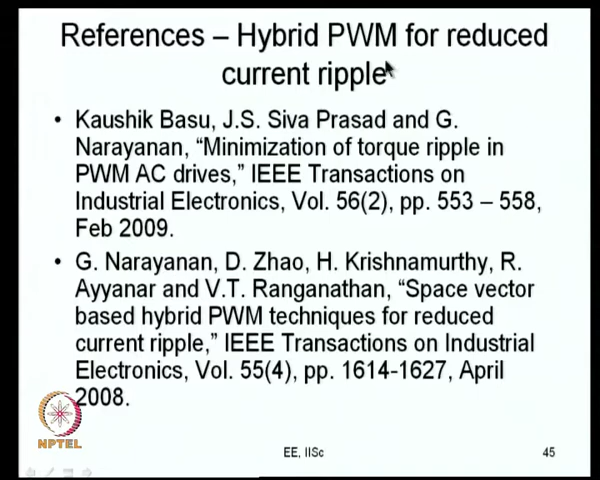 References – Hybrid PWM for reduced
current ripple
• Kaushik Basu, J.S. Siva Prasad and G.
Narayanan, “Minimization of torque ripple in
PWM AC drives,” IEEE Transactions on
Industrial Electronics, Vol. 56(2), pp. 553 – 558,
Feb 2009.
• G. Narayanan, D. Zhao, H. Krishnamurthy, R.
Ayyanar and V.T. Ranganathan, “Space vector
based hybrid PWM techniques for reduced
current ripple,” IEEE Transactions on Industrial
Electronics, Vol. 55(4), pp. 1614-1627, April
2008.
NPTEL
EE, IISc
45